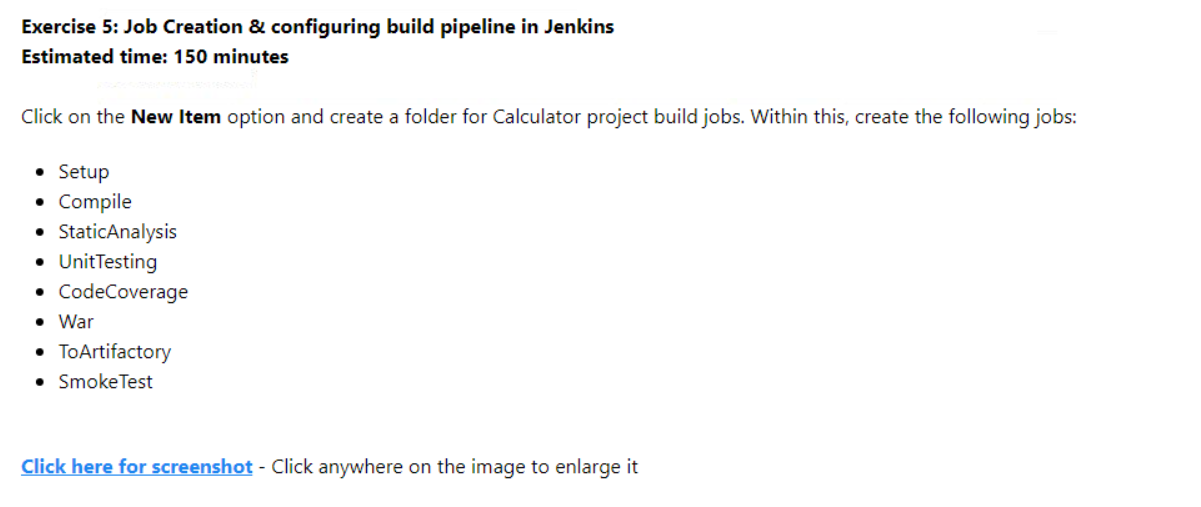 Exercise 5: Job Creation & configuring build pipeline in Jenkins
Estimated time: 150 minutes
Click on the New Item option and create a folder for Calculator project build jobs. Within this, create the following jobs:
• Setup
• Compile
• StaticAnalysis
• UnitTesting
• CodeCoverage
• War
• ToArtifactory
• SmokeTest
Click here for screenshot - Click anywhere on the image to enlarge it